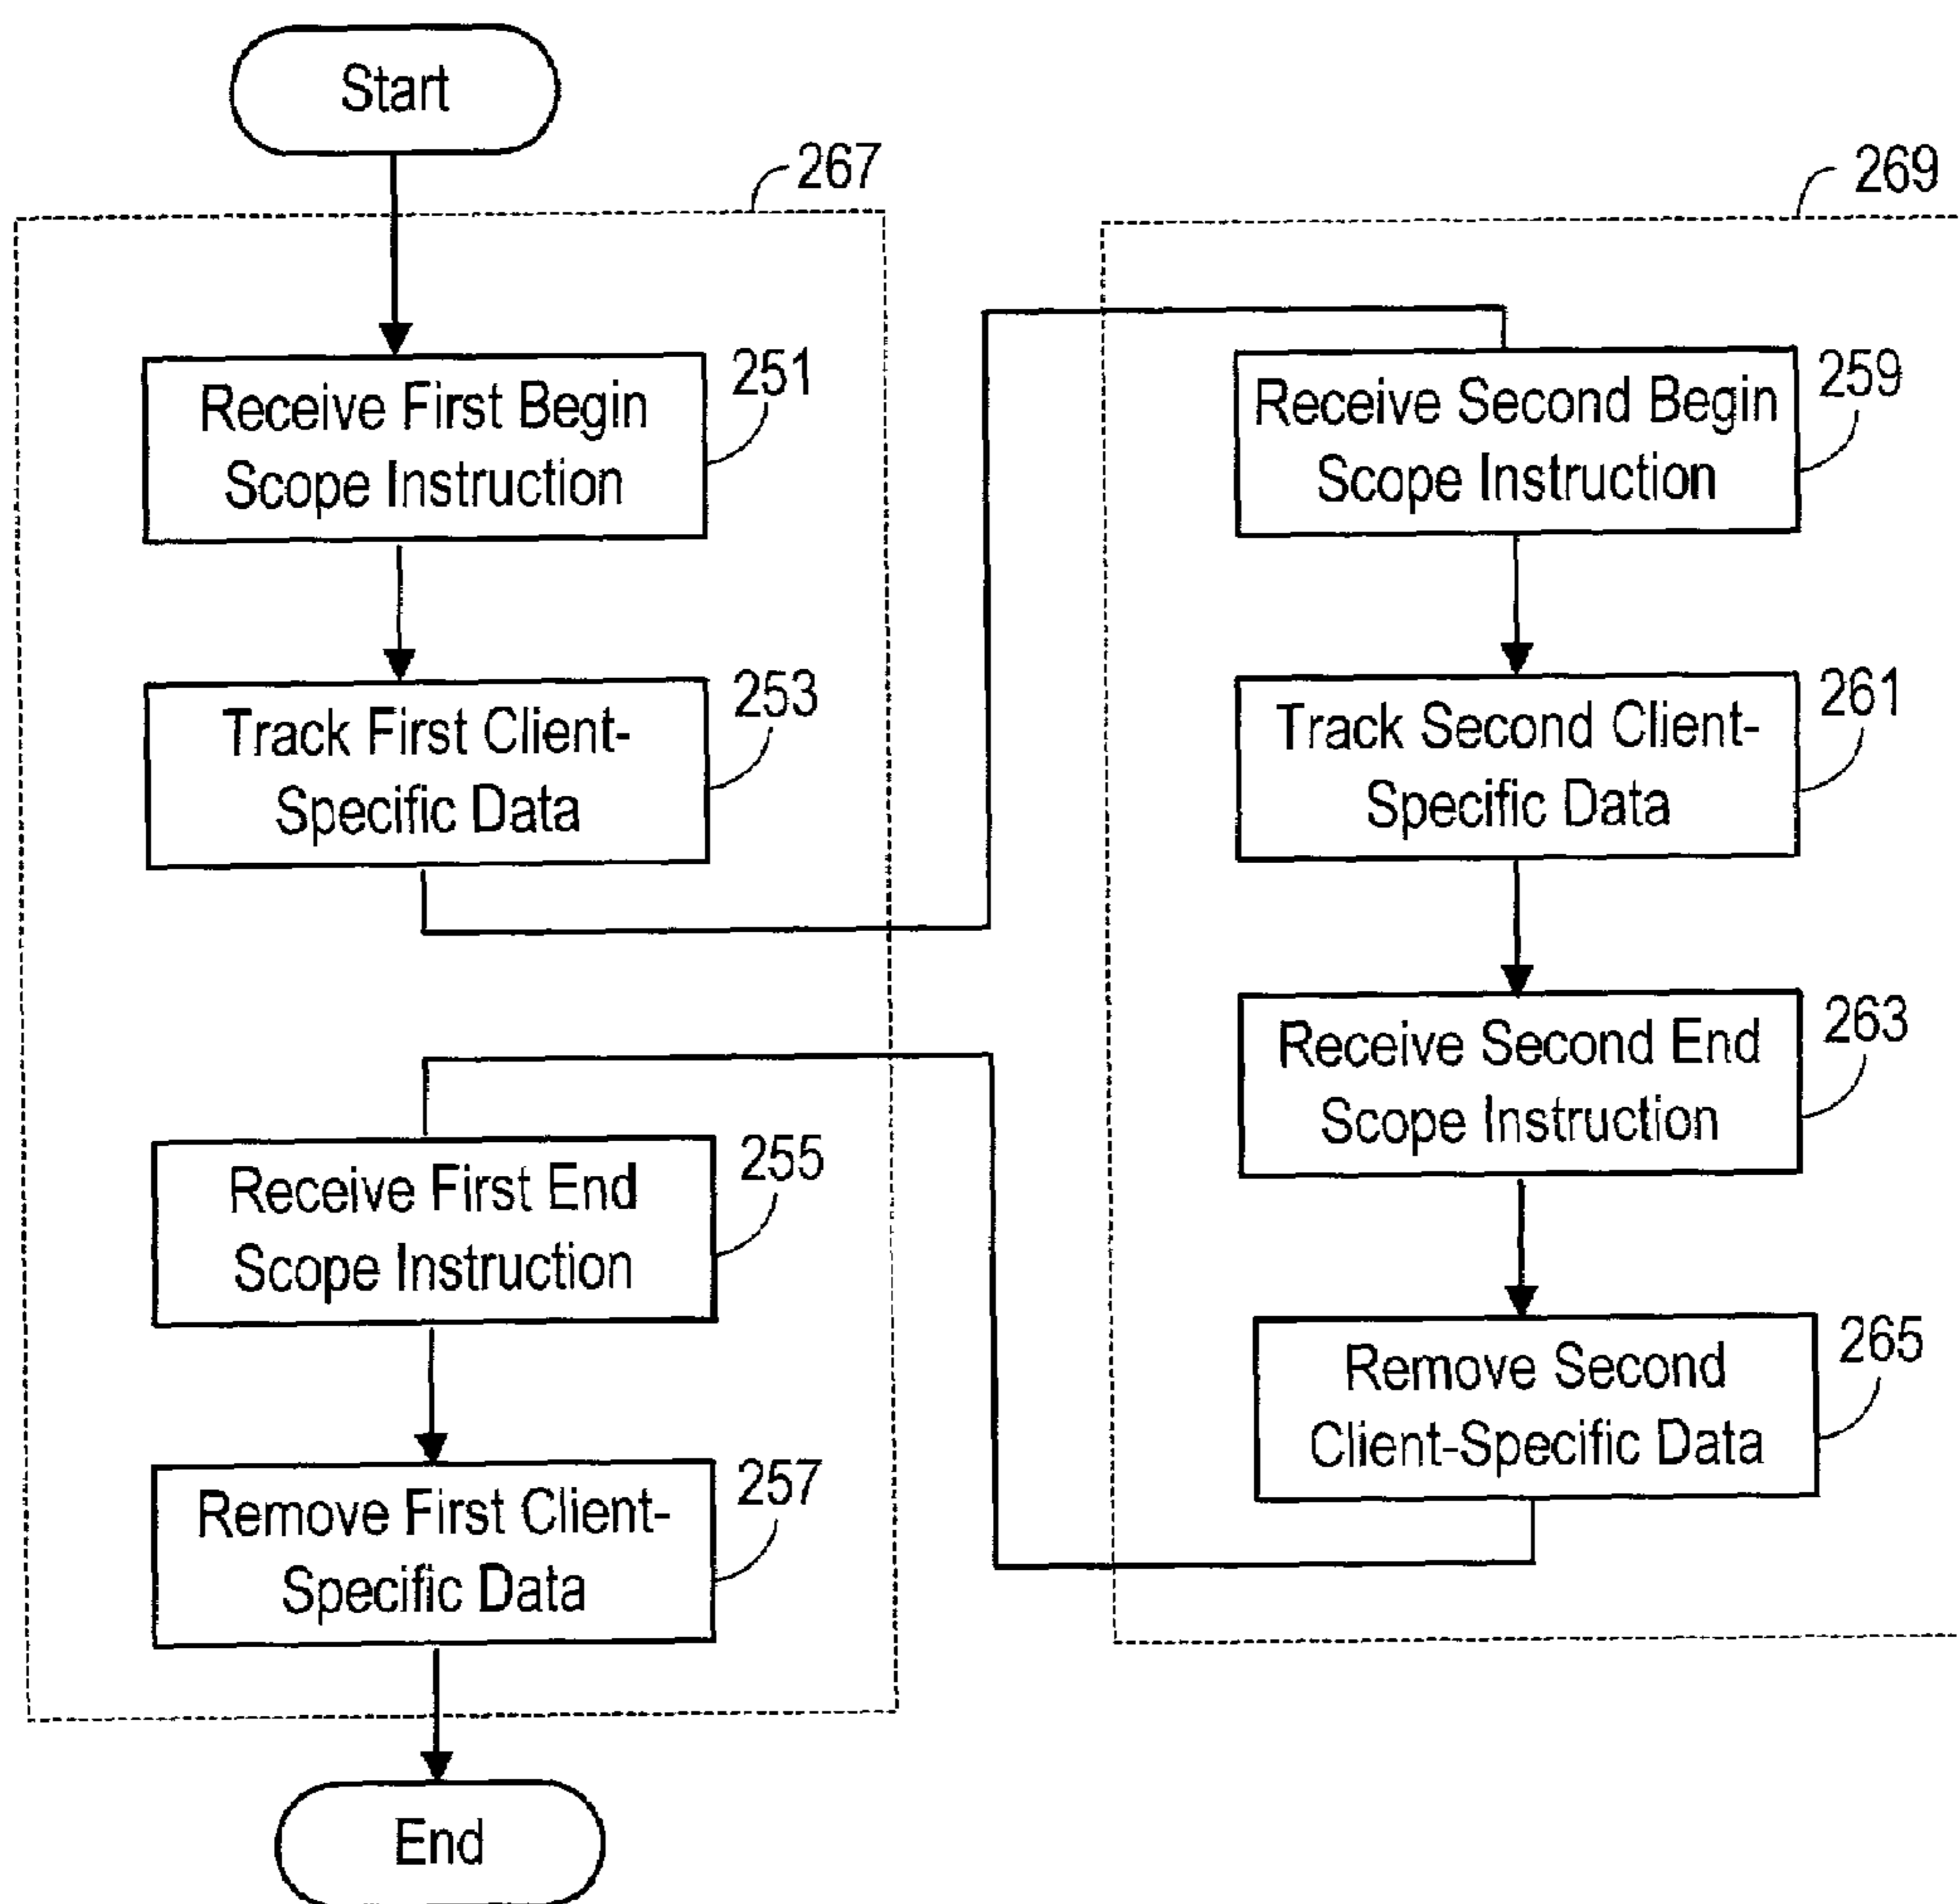 Start
267
Receive First Begin
Scope Instruction
251
Track First Client-
Specific Data
253
269
Receive Second Begin
Scope Instruction
259
Track Second Client-
Specific Data
261
Receive Second End
Scope Instruction
263
Remove Second
Client-Specific Data
265
Receive First End
Scope Instruction
255
Remove First Client-
Specific Data
257
End